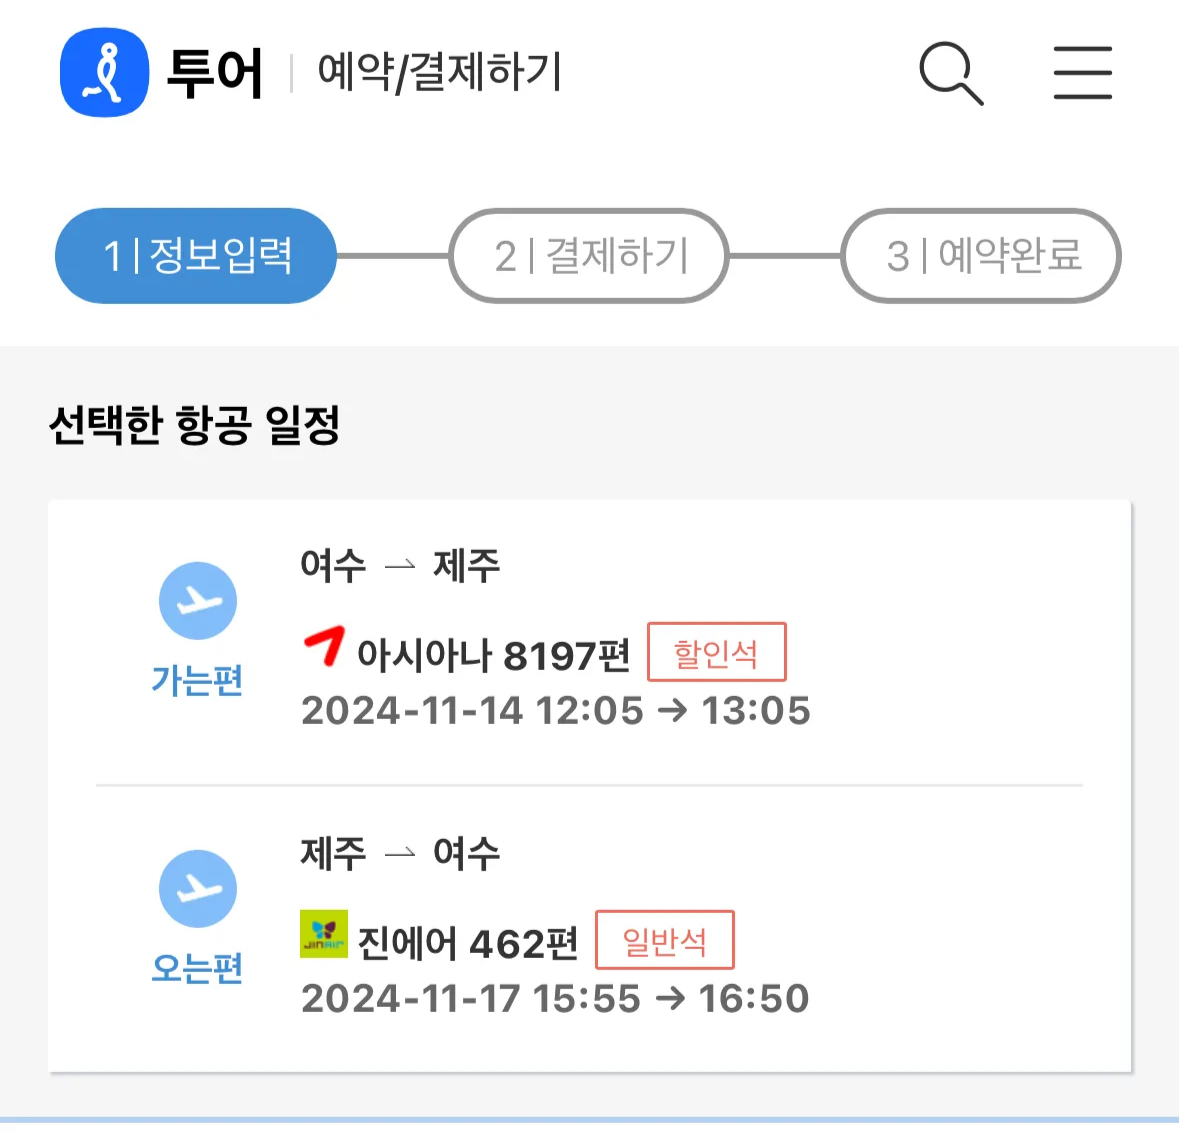 투어 | 예약/결제하기
1 | 정보입력
2 | 결제하기
3 | 예약완료
선택한 항공 일정
여수 → 제주
아시아나 8197편 할인석
가는편
2024-11-14 12:05 → 13:05
제주 → 여수
JINAIR 진에어 462편 일반석
오는편
2024-11-17 15:55 → 16:50